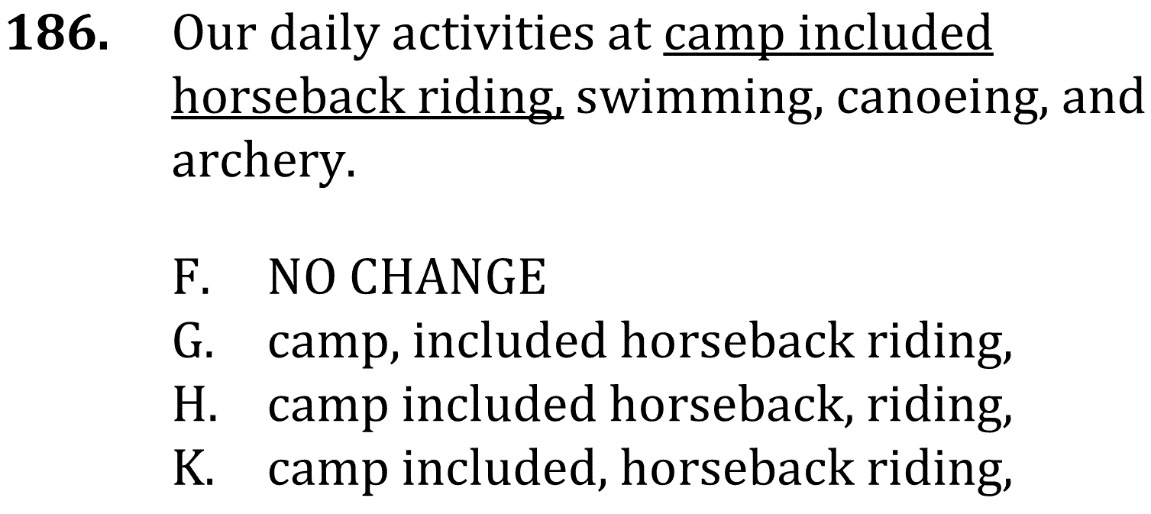 186. Our daily activities at camp included
horseback riding, swimming, canoeing, and
archery.
F. NO CHANGE
G. camp, included horseback riding,
H. camp included horseback, riding,
K. camp included, horseback riding,